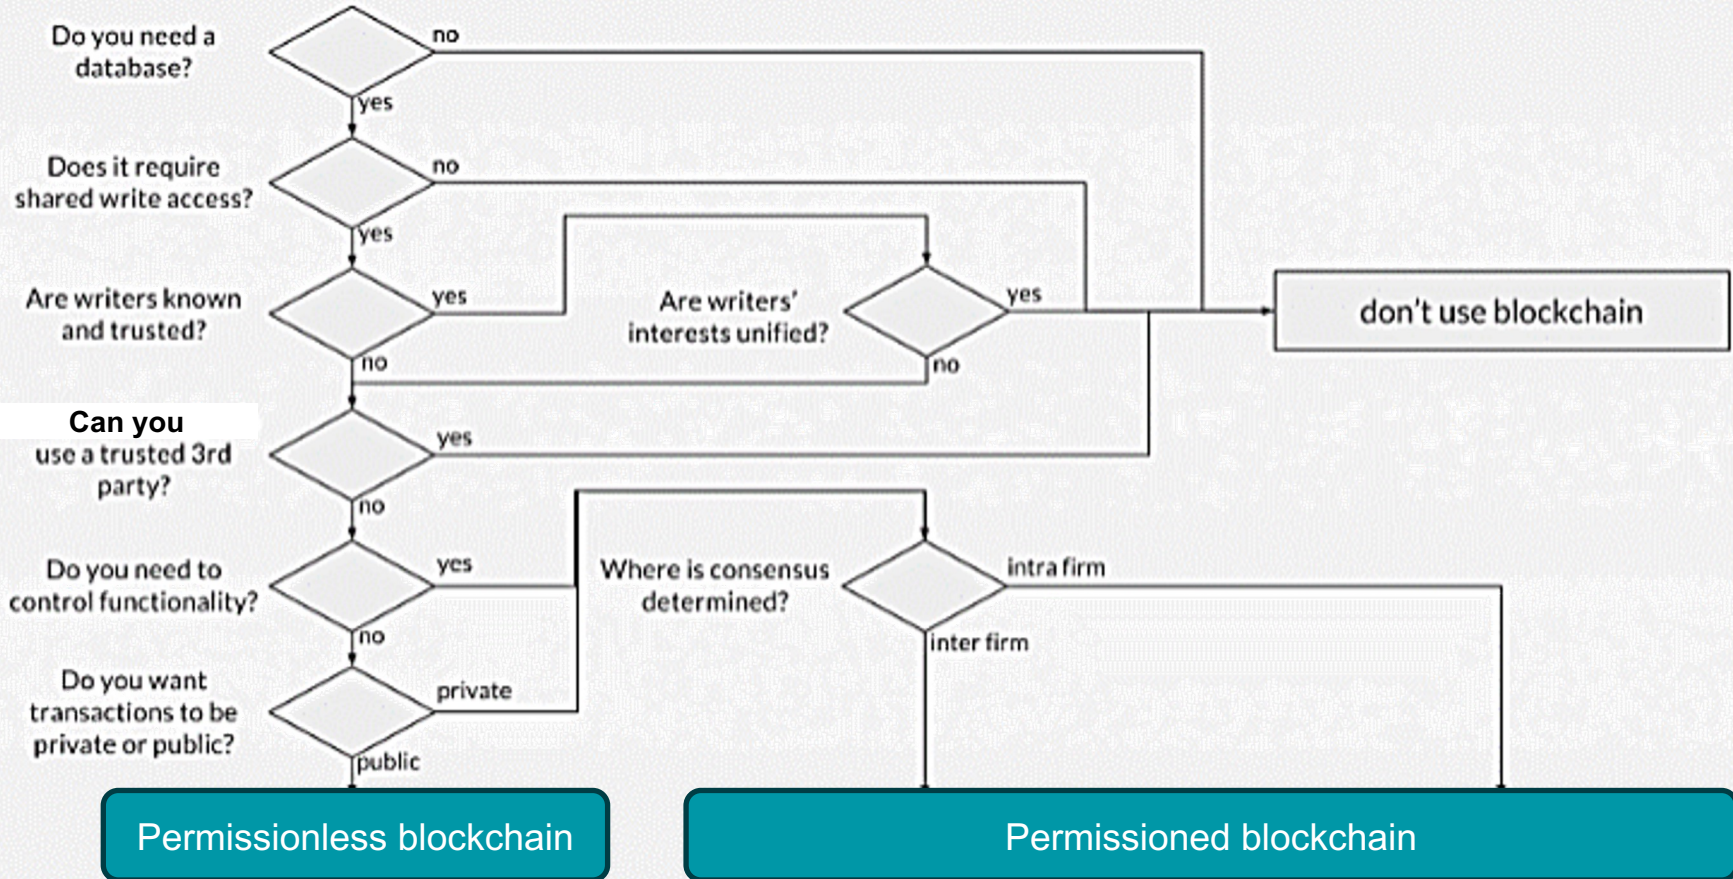 Do you need a
database?
no
yes
Does it require
shared write access?
no
yes
Are writers known
and trusted?
yes
no
Are writers'
interests unified?
yes
no
don't use blockchain
Can you
use a trusted 3rd
party?
yes
no
Do you need to
control functionality?
yes
no
Where is consensus
determined?
intra firm
inter firm
Do you want
transactions to be
private or public?
private
public
Permissionless blockchain
Permissioned blockchain